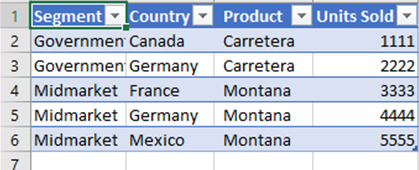 1 Segment Country Product Units Sold
2 Governmen Canada Carretera 1111
3 Governmen Germany Carretera 2222
4 Midmarket France Montana 3333
5 Midmarket Germany Montana 4444
6 Midmarket Mexico Montana 5555
7